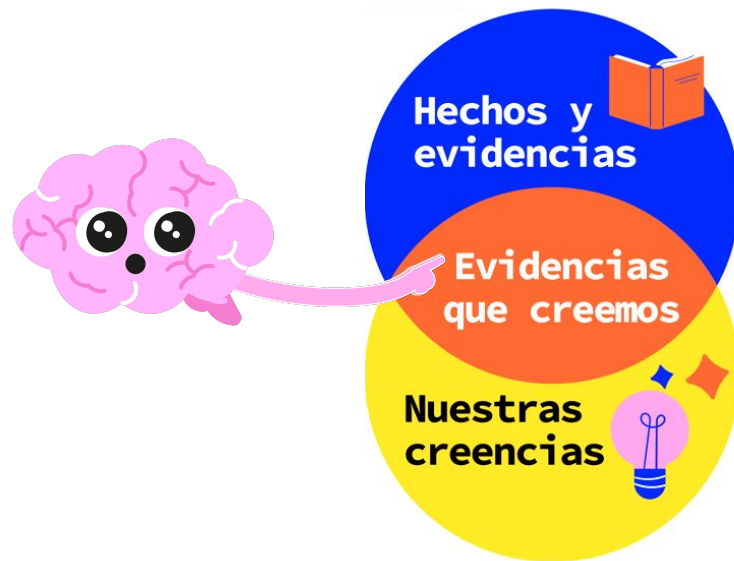 Hechos y
evidencias
Evidencias
que creemos
Nuestras
creencias